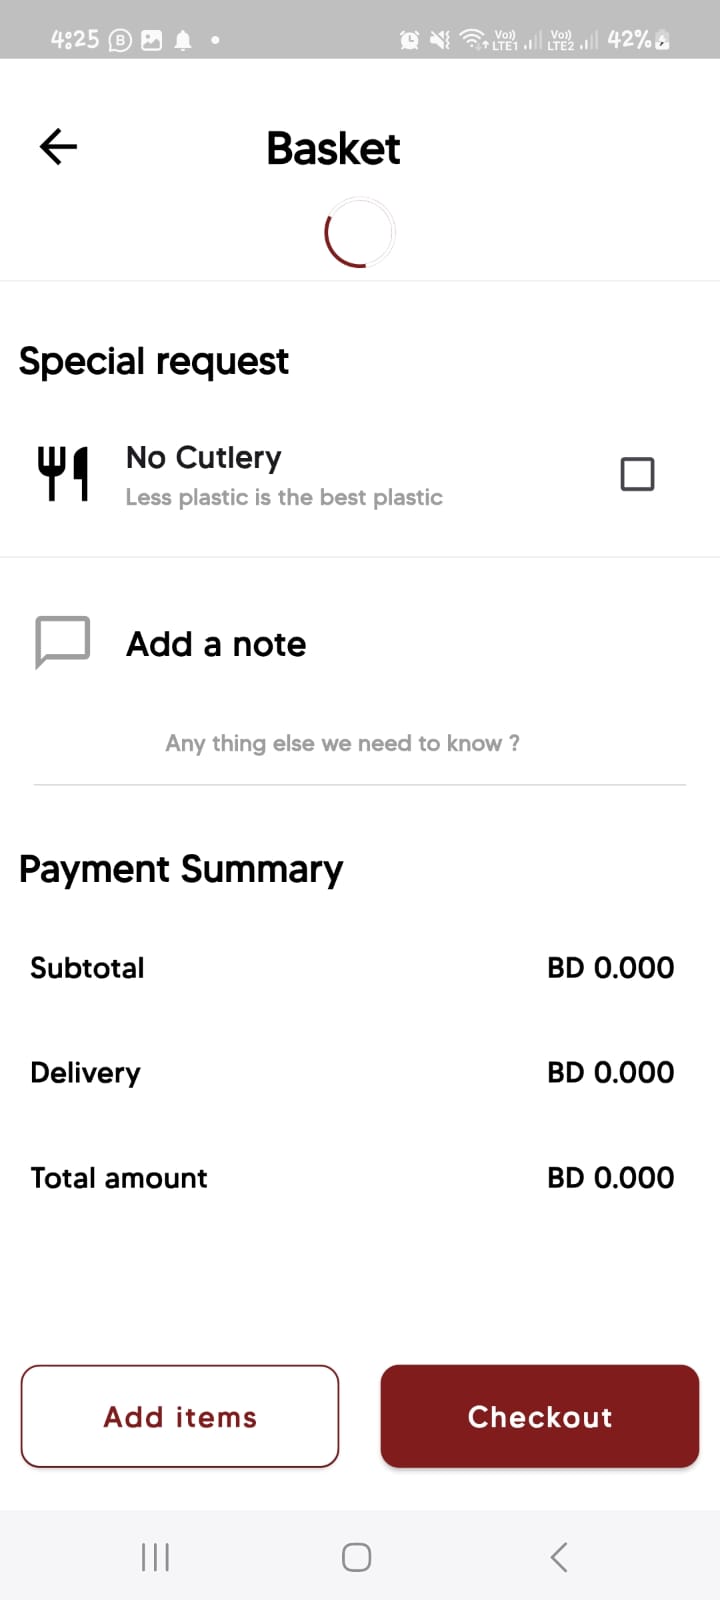 4:25
Vo))
LTE1
Vo))
LTE2
42%
Basket
Special request
No Cutlery
Less plastic is the best plastic
Add a note
Any thing else we need to know ?
Payment Summary
Subtotal BD 0.000
Delivery BD 0.000
Total amount BD 0.000
Add items
Checkout